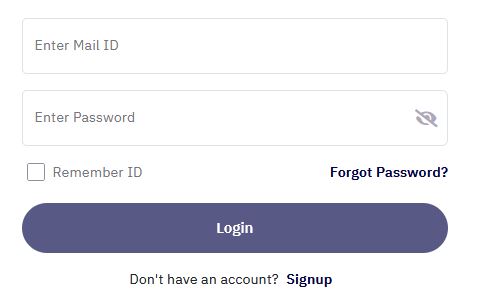 Enter Mail ID
Enter Password
Remember ID Forgot Password?
Login
Don't have an account? Signup